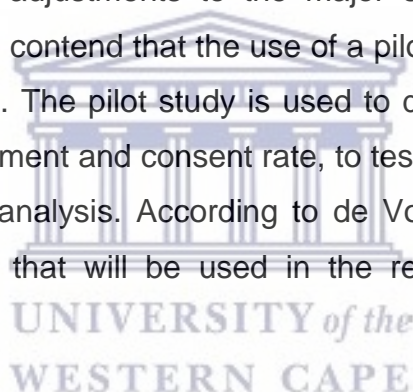 adjustments to the major
contend that the use of a pilo
. The pilot study is used to
ment and consent rate, to tes
analysis. According to de Vo
that will be used in the re
UNIVERSITY of the
WESTERN CAPE